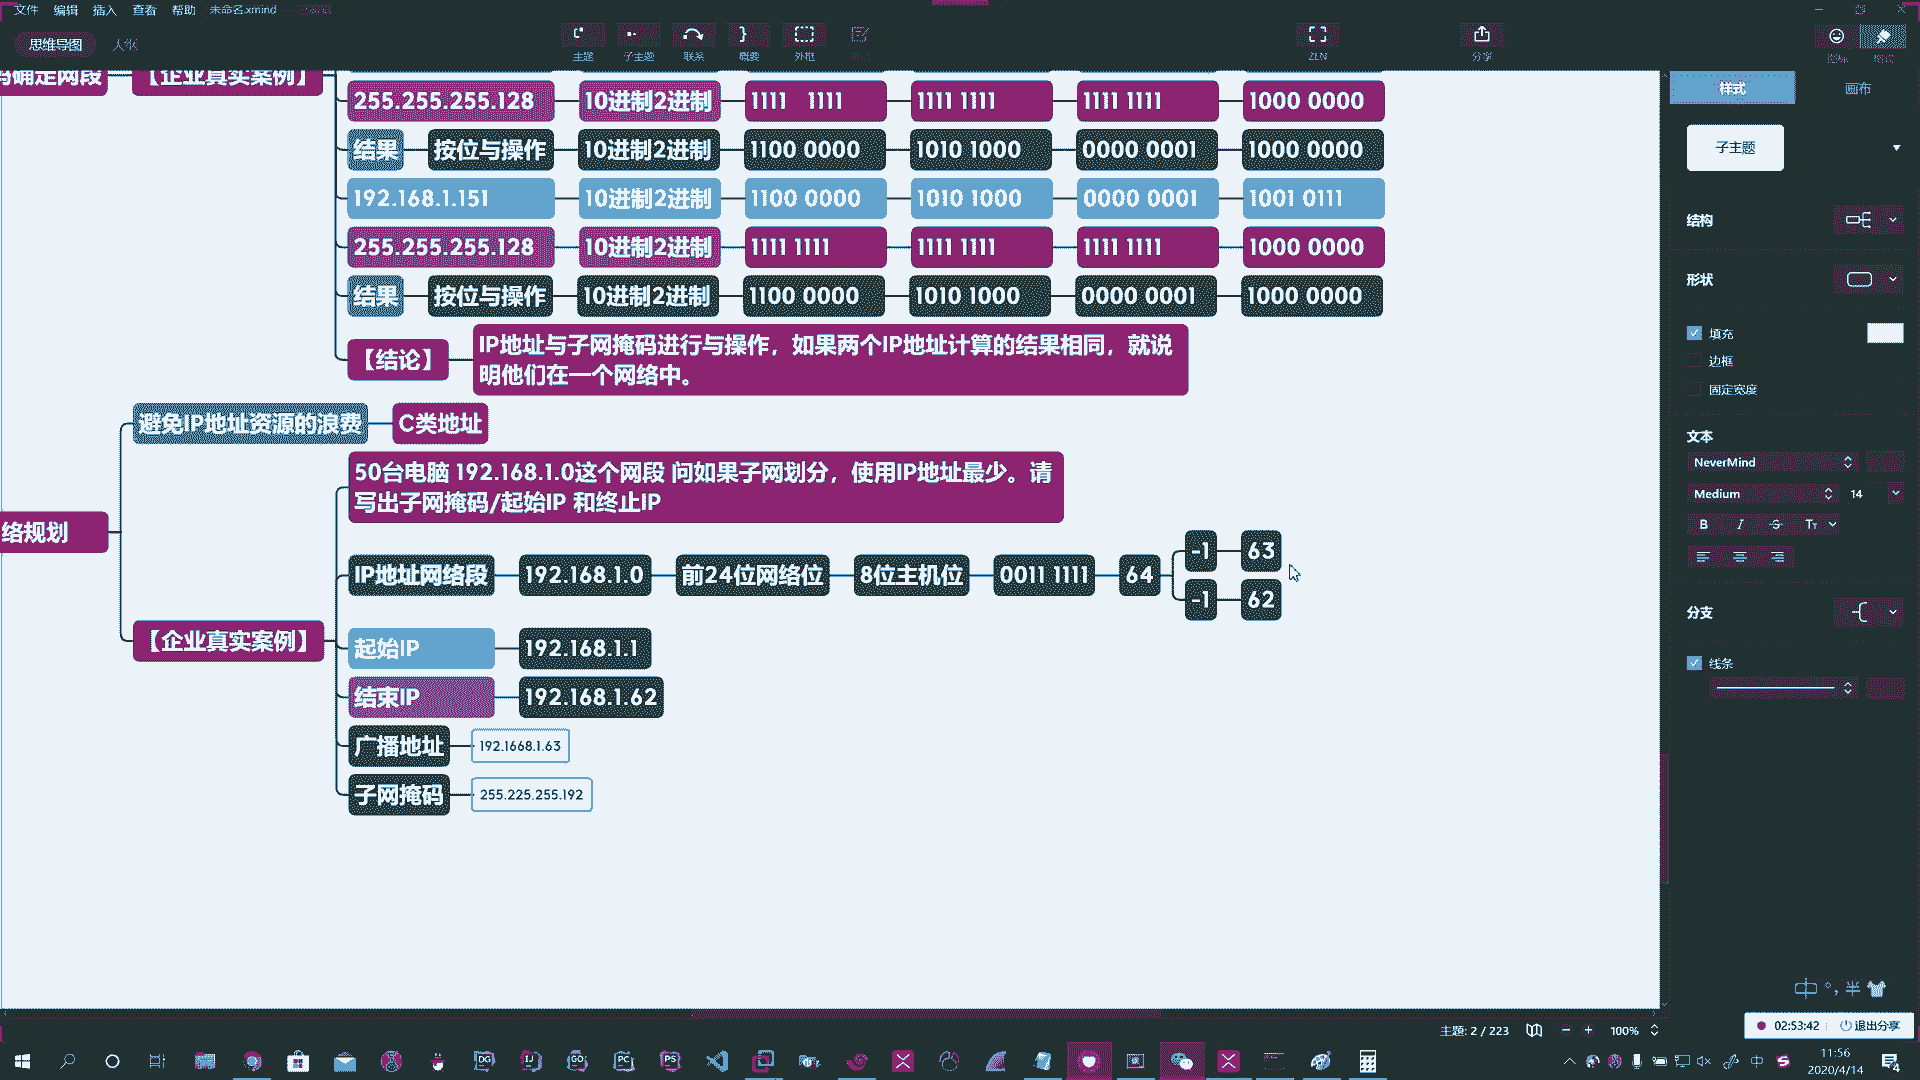 文件 编辑 插入 查看 帮助 未命名.xmind
思维导图 大纲
主题 子主题 联系 概要 外框 ZEN 分享
确定网段 【企业真实案例】
255.255.255.128 10进制2进制 1111 1111 1111 1111 1111 1111 1000 0000
结果 按位与操作 10进制2进制 1100 0000 1010 1000 0000 0001 1000 0000
192.168.1.151 10进制2进制 1100 0000 1010 1000 0000 0001 1001 0111
255.255.255.128 10进制2进制 1111 1111 1111 1111 1111 1111 1000 0000
结果 按位与操作 10进制2进制 1100 0000 1010 1000 0000 0001 1000 0000
【结论】 IP地址与子网掩码进行与操作，如果两个IP地址计算的结果相同，就说
明他们在一个网络中。
避免IP地址资源的浪费 C类地址
50台电脑 192.168.1.0这个网段 问如果子网划分，使用IP地址最少。请
写出子网掩码/起始IP 和终止IP
络规划
IP地址网络段 192.168.1.0 前24位网络位 8位主机位 0011 1111 64 -1 63
-1 62
【企业真实案例】
起始IP 192.168.1.1
结束IP 192.168.1.62
广播地址 192.1668.1.63
子网掩码 255.225.255.192
样式 画布
子主题
结构
形状
填充
边框
固定宽度
文本
NeverMind
Medium 14
B I S Tт
分支
线条
中 °, 半
主题: 2 / 223 100%
02:53:42 退出分享
DG IJ GO PC PS
中
11:56
2020/4/14
4